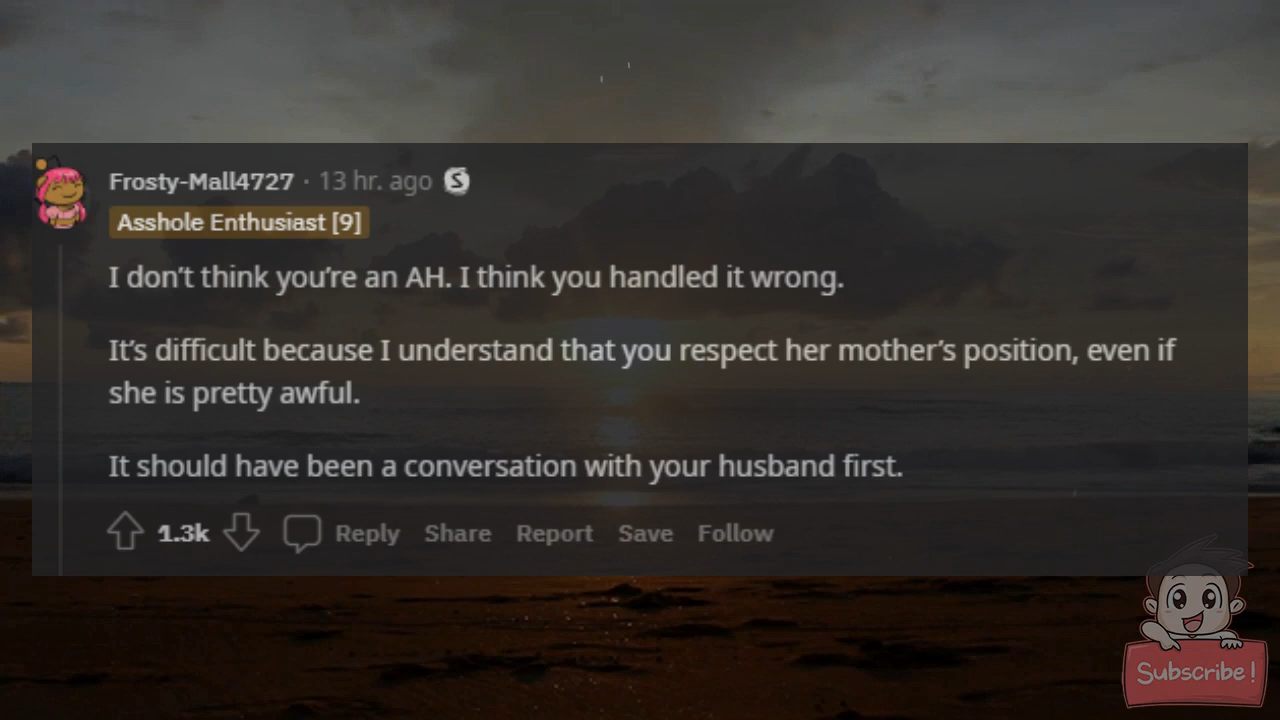 Frosty-Mall4727 · 13 hr. ago
Asshole Enthusiast [9]
I don’t think you’re an AH. I think you handled it wrong.
It’s difficult because I understand that you respect her mother’s position, even if
she is pretty awful.
It should have been a conversation with your husband first.
1.3k Reply Share Report Save Follow
Subscribe!